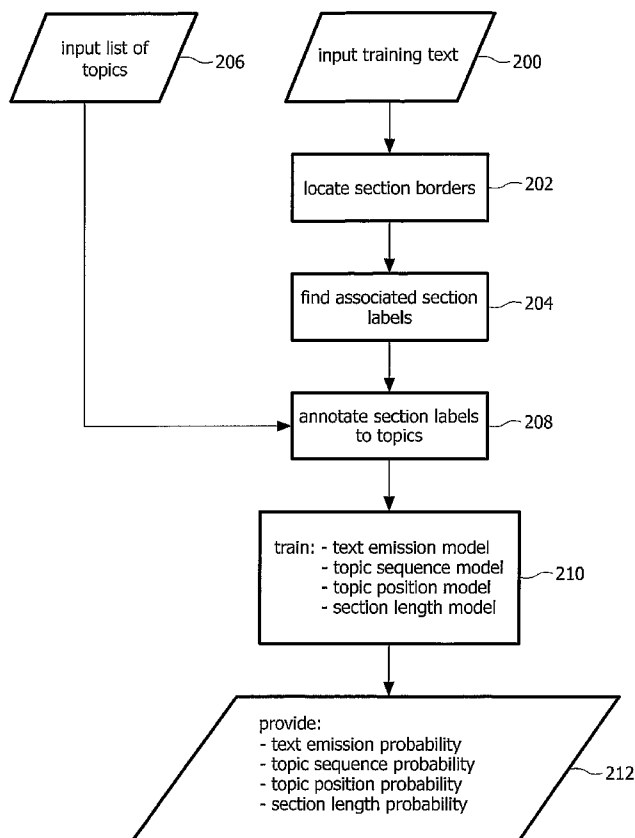 input list of
topics
206
input training text
200
locate section borders
202
find associated section
labels
204
annotate section labels
to topics
208
train: - text emission model
- topic sequence model
- topic position model
- section length model
210
provide:
- text emission probability
- topic sequence probability
- topic position probability
- section length probability
212